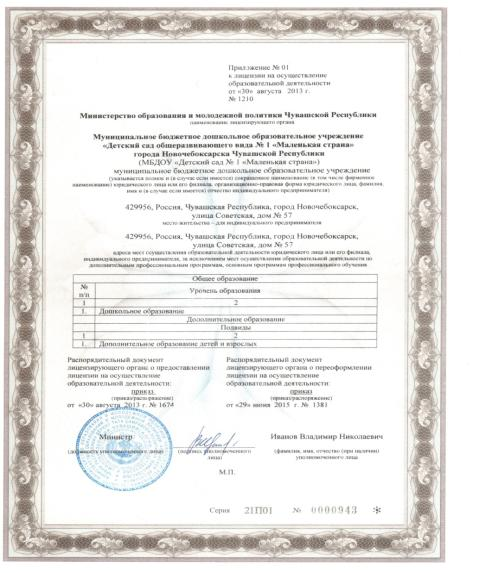 Приложение № 01
к лицензии на осуществление
образовательной деятельности
от «30» августа 2013 г.
№ 1210
Министерство образования и молодежной политики Чувашской Республики
наименование лицензирующего органа
Муниципальное бюджетное дошкольное образовательное учреждение
«Детский сад общеразвивающего вида № 1 «Маленькая страна»
города Новочебоксарска Чувашской Республики
(МБДОУ «Детский сад № 1 «Маленькая страна»)
муниципальное бюджетное дошкольное образовательное учреждение
(указывается полное и (в случае если имеется) сокращенное наименование (в том числе фирменное
наименование) юридического лица или его филиала, организационно-правовая форма юридического лица, фамилия,
имя и (в случае если имеется) отчество индивидуального предпринимателя)
429956, Россия, Чувашская Республика, город Новочебоксарск,
улица Советская, дом № 57
место жительства – для индивидуального предпринимателя
429956, Россия, Чувашская Республика, город Новочебоксарск,
улица Советская, дом № 57
адреса мест осуществления образовательной деятельности юридического лица или его филиала,
индивидуального предпринимателя, за исключением мест осуществления образовательной деятельности по
дополнительным профессиональным программам, основным программам профессионального обучения
Общее образование
№ п/п Уровень образования
1 2
1. Дошкольное образование
Дополнительное образование
Подвиды
1 2
1. Дополнительное образование детей и взрослых
Распорядительный документ
лицензирующего органа о предоставлении
лицензии на осуществление
образовательной деятельности:
приказ
(приказ/распоряжение)
от «30» августа 2013 г. № 1674
Распорядительный документ
лицензирующего органа о переоформлении
лицензии на осуществление
образовательной деятельности:
приказ
(приказ/распоряжение)
от «29» июня 2015 г. № 1381
Министр Иванов Владимир Николаевич
(должность уполномоченного лица) (подпись уполномоченного лица) (фамилия, имя, отчество (при наличии) уполномоченного лица)
М.П.
Серия 21П01 № 0000943 *